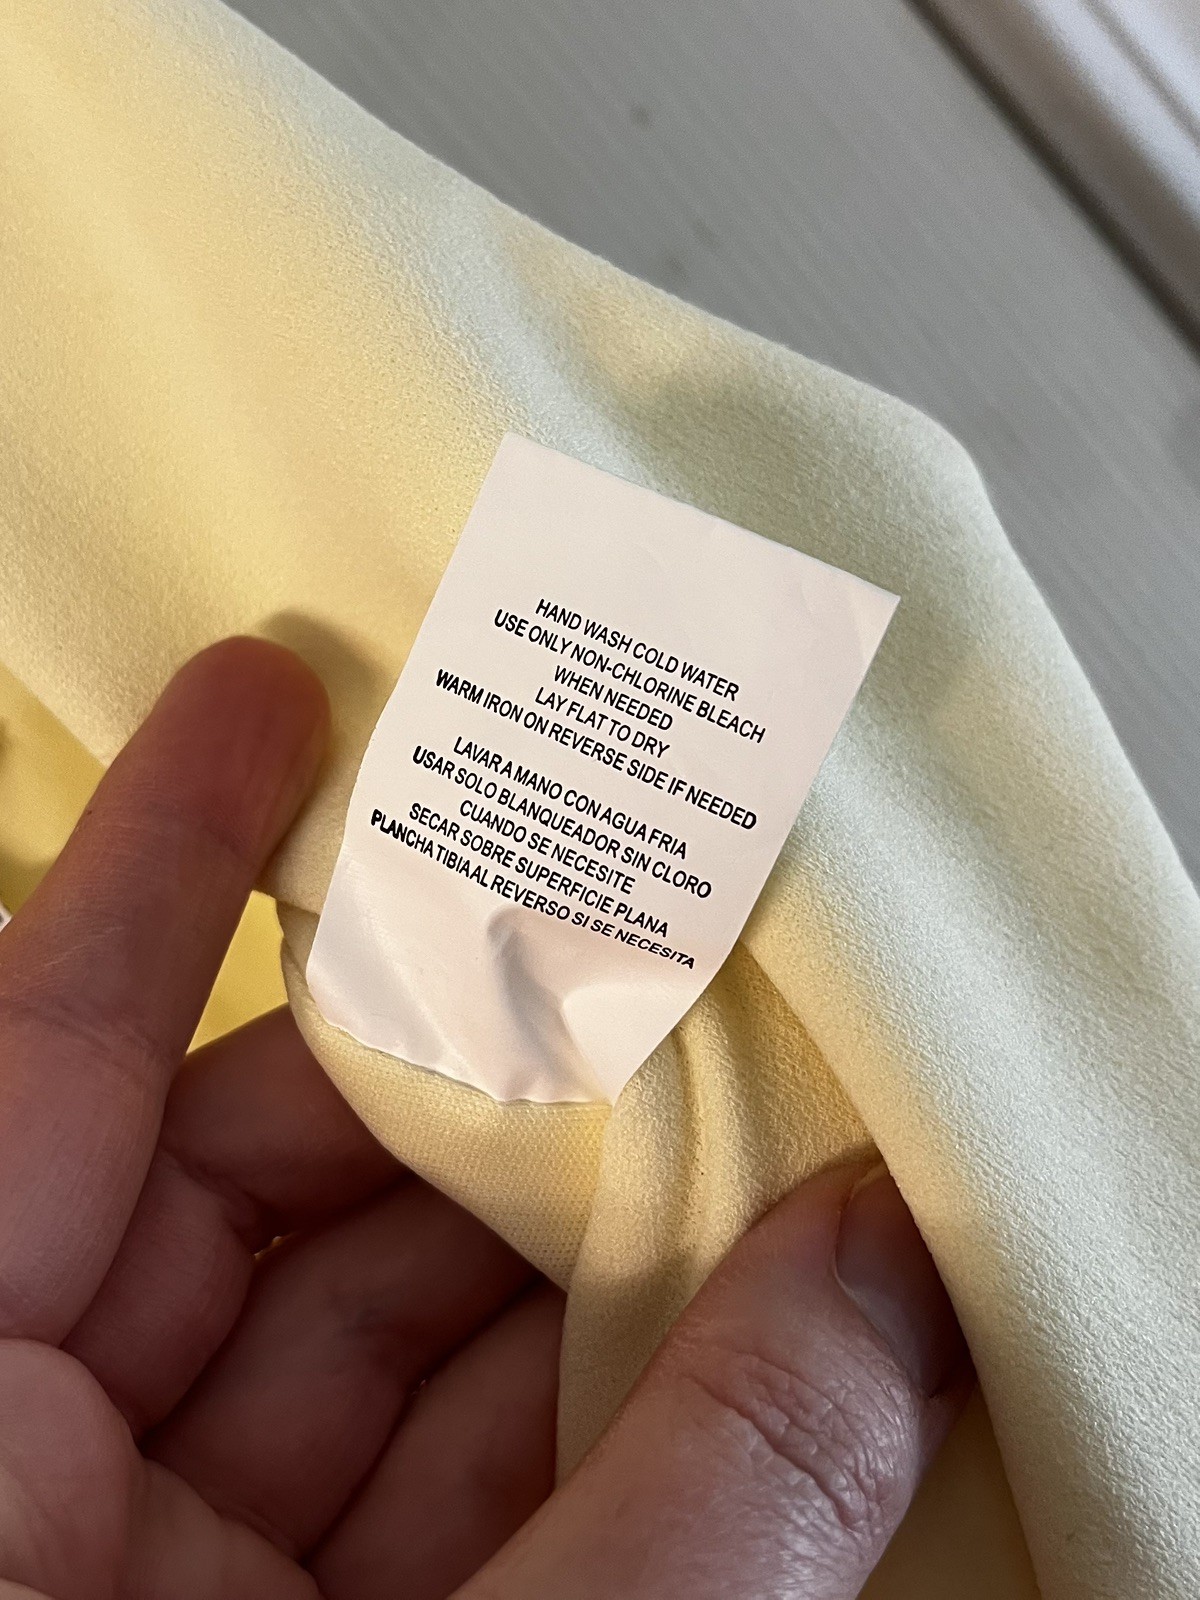 HAND WASH COLD WATER
USE ONLY NON-CHLORINE BLEACH
WHEN NEEDED
LAY FLAT TO DRY
WARM IRON ON REVERSE SIDE IF NEEDED
LAVAR A MANO CON AGUA FRIA
USAR SOLO BLANQUEADOR SIN CLORO
CUANDO SE NECESITE
SECAR SOBRE SUPERFICIE PLANA
PLANCHA TIBIA AL REVERSO SI SE NECESITA